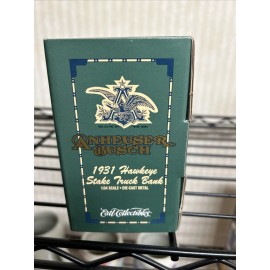 ANHEUSER
BUSCH
1931 Hawkeye
Stake Truck Bank
1/34 SCALE • DIE-CAST METAL
Ertl Collectibles